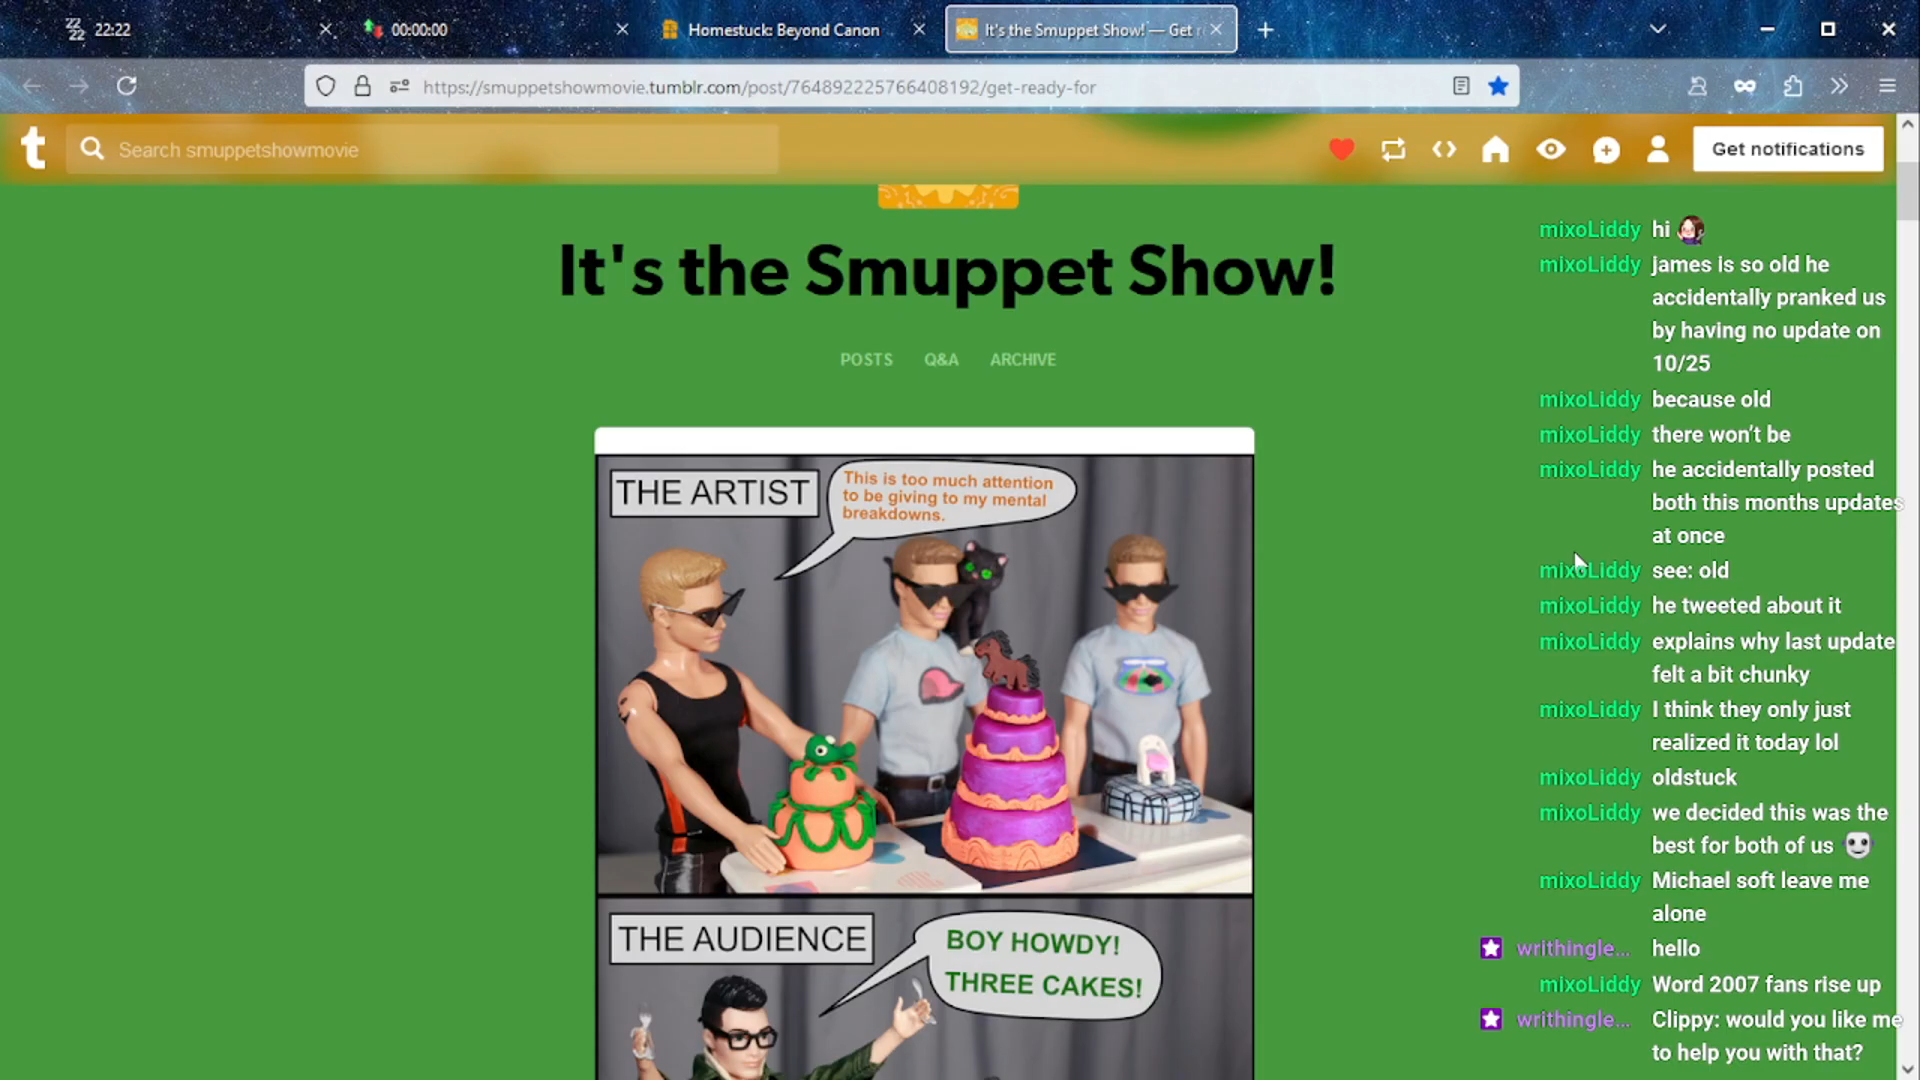 22:22
00:00:00
Homestuck: Beyond Canon
It's the Smuppet Show! — Get r
https://smuppetshowmovie.tumblr.com/post/764892225766408192/get-ready-for
Search smuppetshowmovie
Get notifications
It's the Smuppet Show!
POSTS Q&A ARCHIVE
THE ARTIST
This is too much attention
to be giving to my mental
breakdowns.
THE AUDIENCE
BOY HOWDY!
THREE CAKES!
mixoLiddy hi
mixoLiddy james is so old he
accidentally pranked us
by having no update on
10/25
mixoLiddy because old
mixoLiddy there won't be
mixoLiddy he accidentally posted
both this months updates
at once
mixoLiddy see: old
mixoLiddy he tweeted about it
mixoLiddy explains why last update
felt a bit chunky
mixoLiddy I think they only just
realized it today lol
mixoLiddy oldstuck
mixoLiddy we decided this was the
best for both of us
mixoLiddy Michael soft leave me
alone
writhingle... hello
mixoLiddy Word 2007 fans rise up
writhingle... Clippy: would you like me
to help you with that?